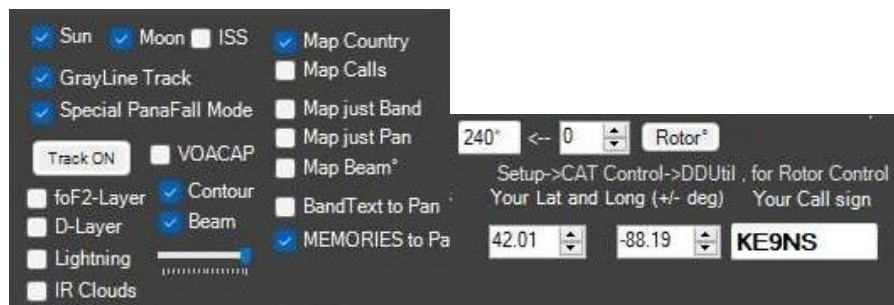 Sun Moon ISS
GrayLine Track
Special PanaFall Mode
Track ON VOACAP
foF2-Layer Contour
D-Layer Beam
Lightning
IR Clouds
Map Country
Map Calls
Map just Band
Map just Pan
Map Beam°
BandText to Pan
MEMORIES to Pa
240° <-- 0 Rotor°
Setup->CAT Control->DDUtil , for Rotor Control
Your Lat and Long (+/- deg) Your Call sign
42.01 -88.19 KE9NS